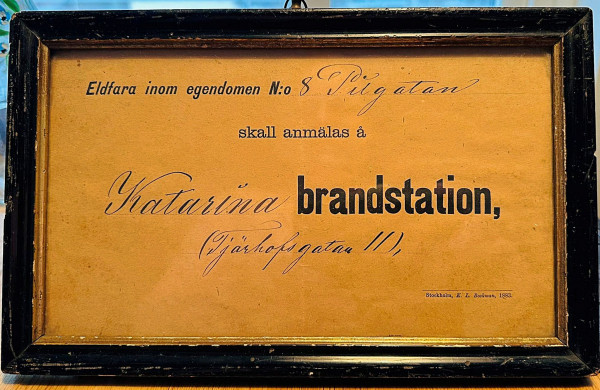 Eldfara inom egendomen N:o 8 Pilgatan
skall anmälas å
Katarina brandstation,
(Tjärhofsgatan 11),
Stockholm, K. L. Beckman, 1883.